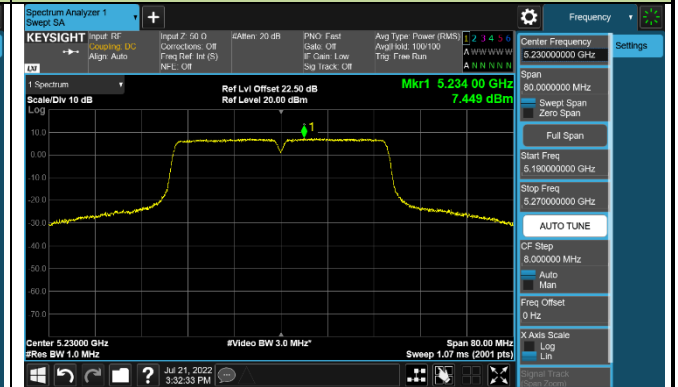 Spectrum Analyzer 1
Swept SA
Frequency
KEYSIGHT
Input: RF
Coupling: DC
Align: Auto
Input Z: 50 Ω
Corrections: Off
Freq Ref: Int (S)
NFE: Off
#Atten: 20 dB
PNO: Fast
Gate: Off
IF Gain: Low
Sig Track: Off
Avg Type: Power (RMS)
Avg|Hold: 100/100
Trig: Free Run
1 2 3 4 5 6
A W W W W W
A N N N N N
LXI
1 Spectrum
Scale/Div 10 dB
Log
Ref Lvl Offset 22.50 dB
Ref Level 20.00 dBm
Mkr1 5.234 00 GHz
7.449 dBm
1
10.0
0.00
-10.0
-20.0
-30.0
-40.0
-50.0
-60.0
-70.0
Center 5.23000 GHz
#Res BW 1.0 MHz
#Video BW 3.0 MHz*
Span 80.00 MHz
Sweep 1.07 ms (2001 pts)
Jul 21, 2022
3:32:33 PM
Center Frequency
5.230000000 GHz
Settings
Span
80.0000000 MHz
Swept Span
Zero Span
Full Span
Start Freq
5.190000000 GHz
Stop Freq
5.270000000 GHz
AUTO TUNE
CF Step
8.000000 MHz
Auto
Man
Freq Offset
0 Hz
X Axis Scale
Log
Lin
Signal Track
(Span Zoom)